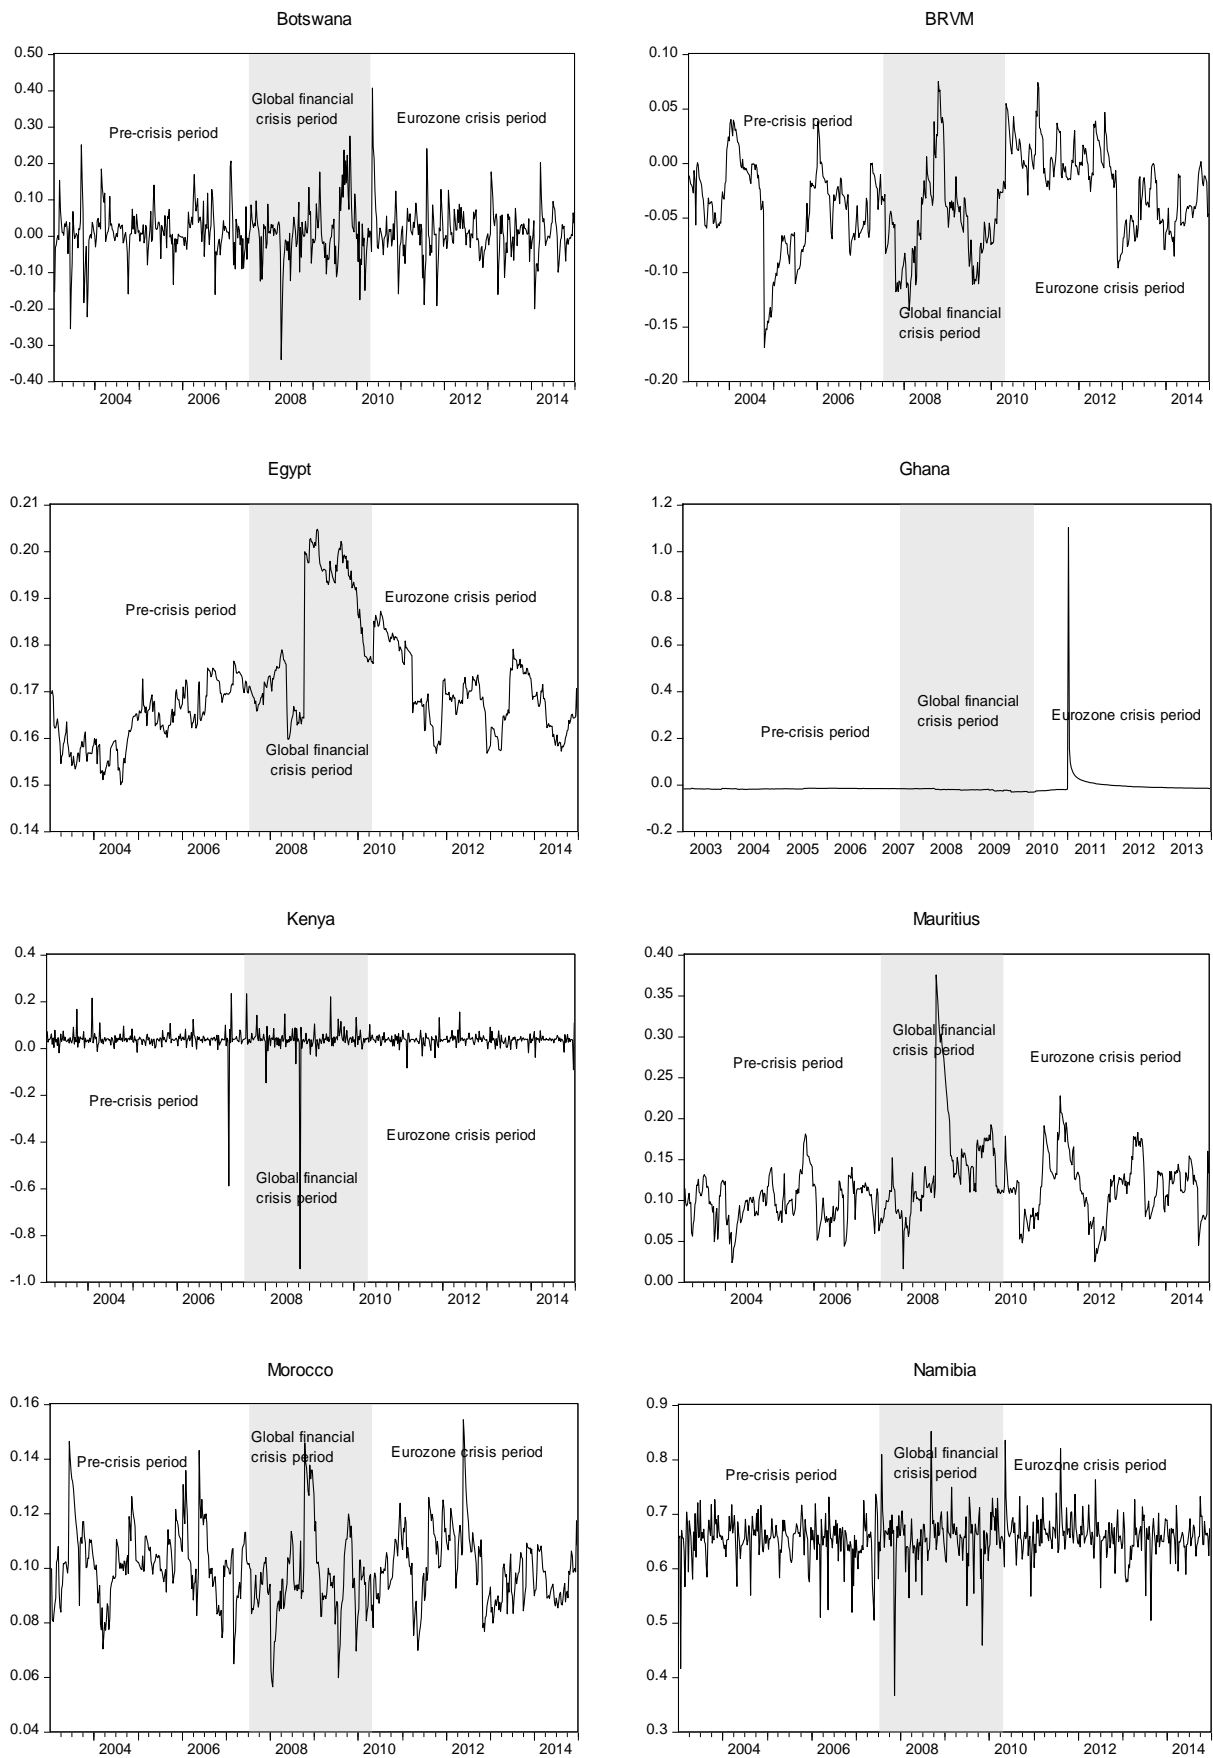 Botswana
0.50
0.40
0.30
0.20
0.10
0.00
-0.10
-0.20
-0.30
-0.40
Pre-crisis period
Global financial
crisis period
Eurozone crisis period
2004 2006 2008 2010 2012 2014
BRVM
0.10
0.05
0.00
-0.05
-0.10
-0.15
-0.20
Pre-crisis period
Global financial
crisis period
Eurozone crisis period
2004 2006 2008 2010 2012 2014
Egypt
0.21
0.20
0.19
0.18
0.17
0.16
0.15
0.14
Pre-crisis period
Global financial
crisis period
Eurozone crisis period
2004 2006 2008 2010 2012 2014
Ghana
1.2
1.0
0.8
0.6
0.4
0.2
0.0
-0.2
Pre-crisis period
Global financial
crisis period
Eurozone crisis period
2003 2004 2005 2006 2007 2008 2009 2010 2011 2012 2013
Kenya
0.4
0.2
0.0
-0.2
-0.4
-0.6
-0.8
-1.0
Pre-crisis period
Global financial
crisis period
Eurozone crisis period
2004 2006 2008 2010 2012 2014
Mauritius
0.40
0.35
0.30
0.25
0.20
0.15
0.10
0.05
0.00
Pre-crisis period
Global financial
crisis period
Eurozone crisis period
2004 2006 2008 2010 2012 2014
Morocco
0.16
0.14
0.12
0.10
0.08
0.06
0.04
Pre-crisis period
Global financial
crisis period
Eurozone crisis period
2004 2006 2008 2010 2012 2014
Namibia
0.9
0.8
0.7
0.6
0.5
0.4
0.3
Pre-crisis period
Global financial
crisis period
Eurozone crisis period
2004 2006 2008 2010 2012 2014